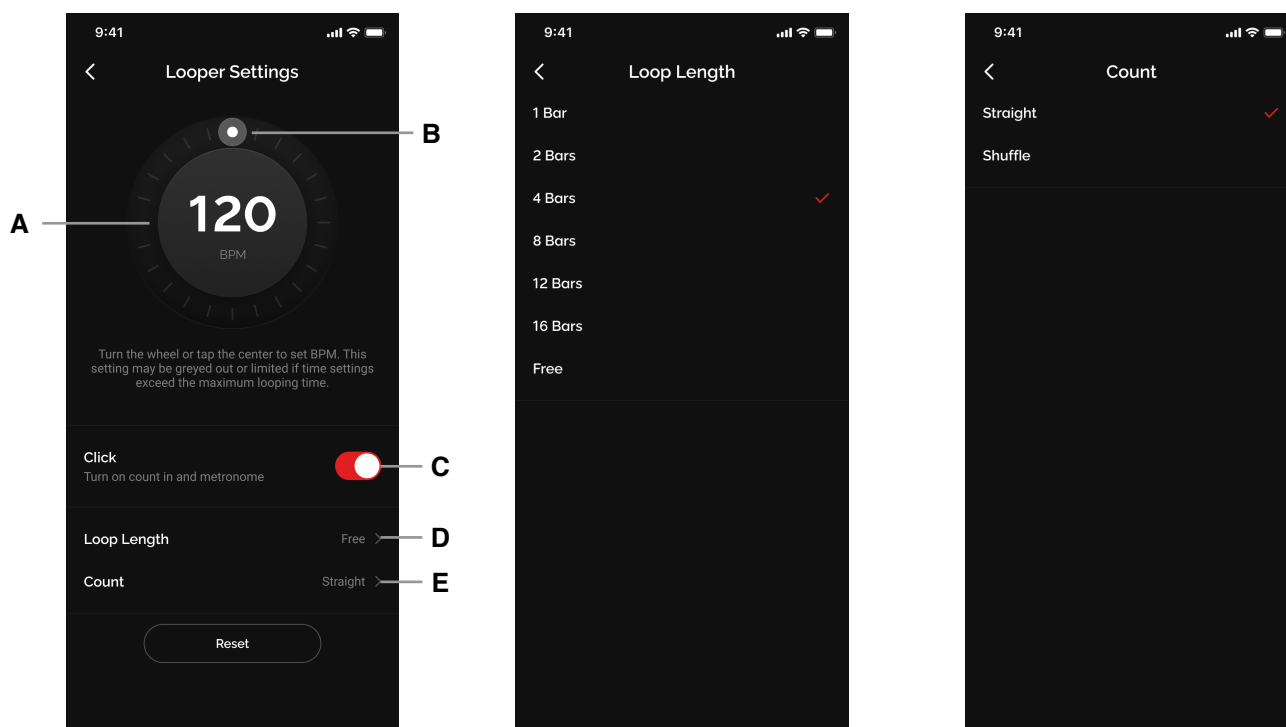 9:41
Looper Settings
B
A
120
BPM
Turn the wheel or tap the center to set BPM. This
setting may be greyed out or limited if time settings
exceed the maximum looping time.
Click
Turn on count in and metronome
C
Loop Length
Free
D
Count
Straight
E
Reset
9:41
Loop Length
1 Bar
2 Bars
4 Bars
8 Bars
12 Bars
16 Bars
Free
9:41
Count
Straight
Shuffle